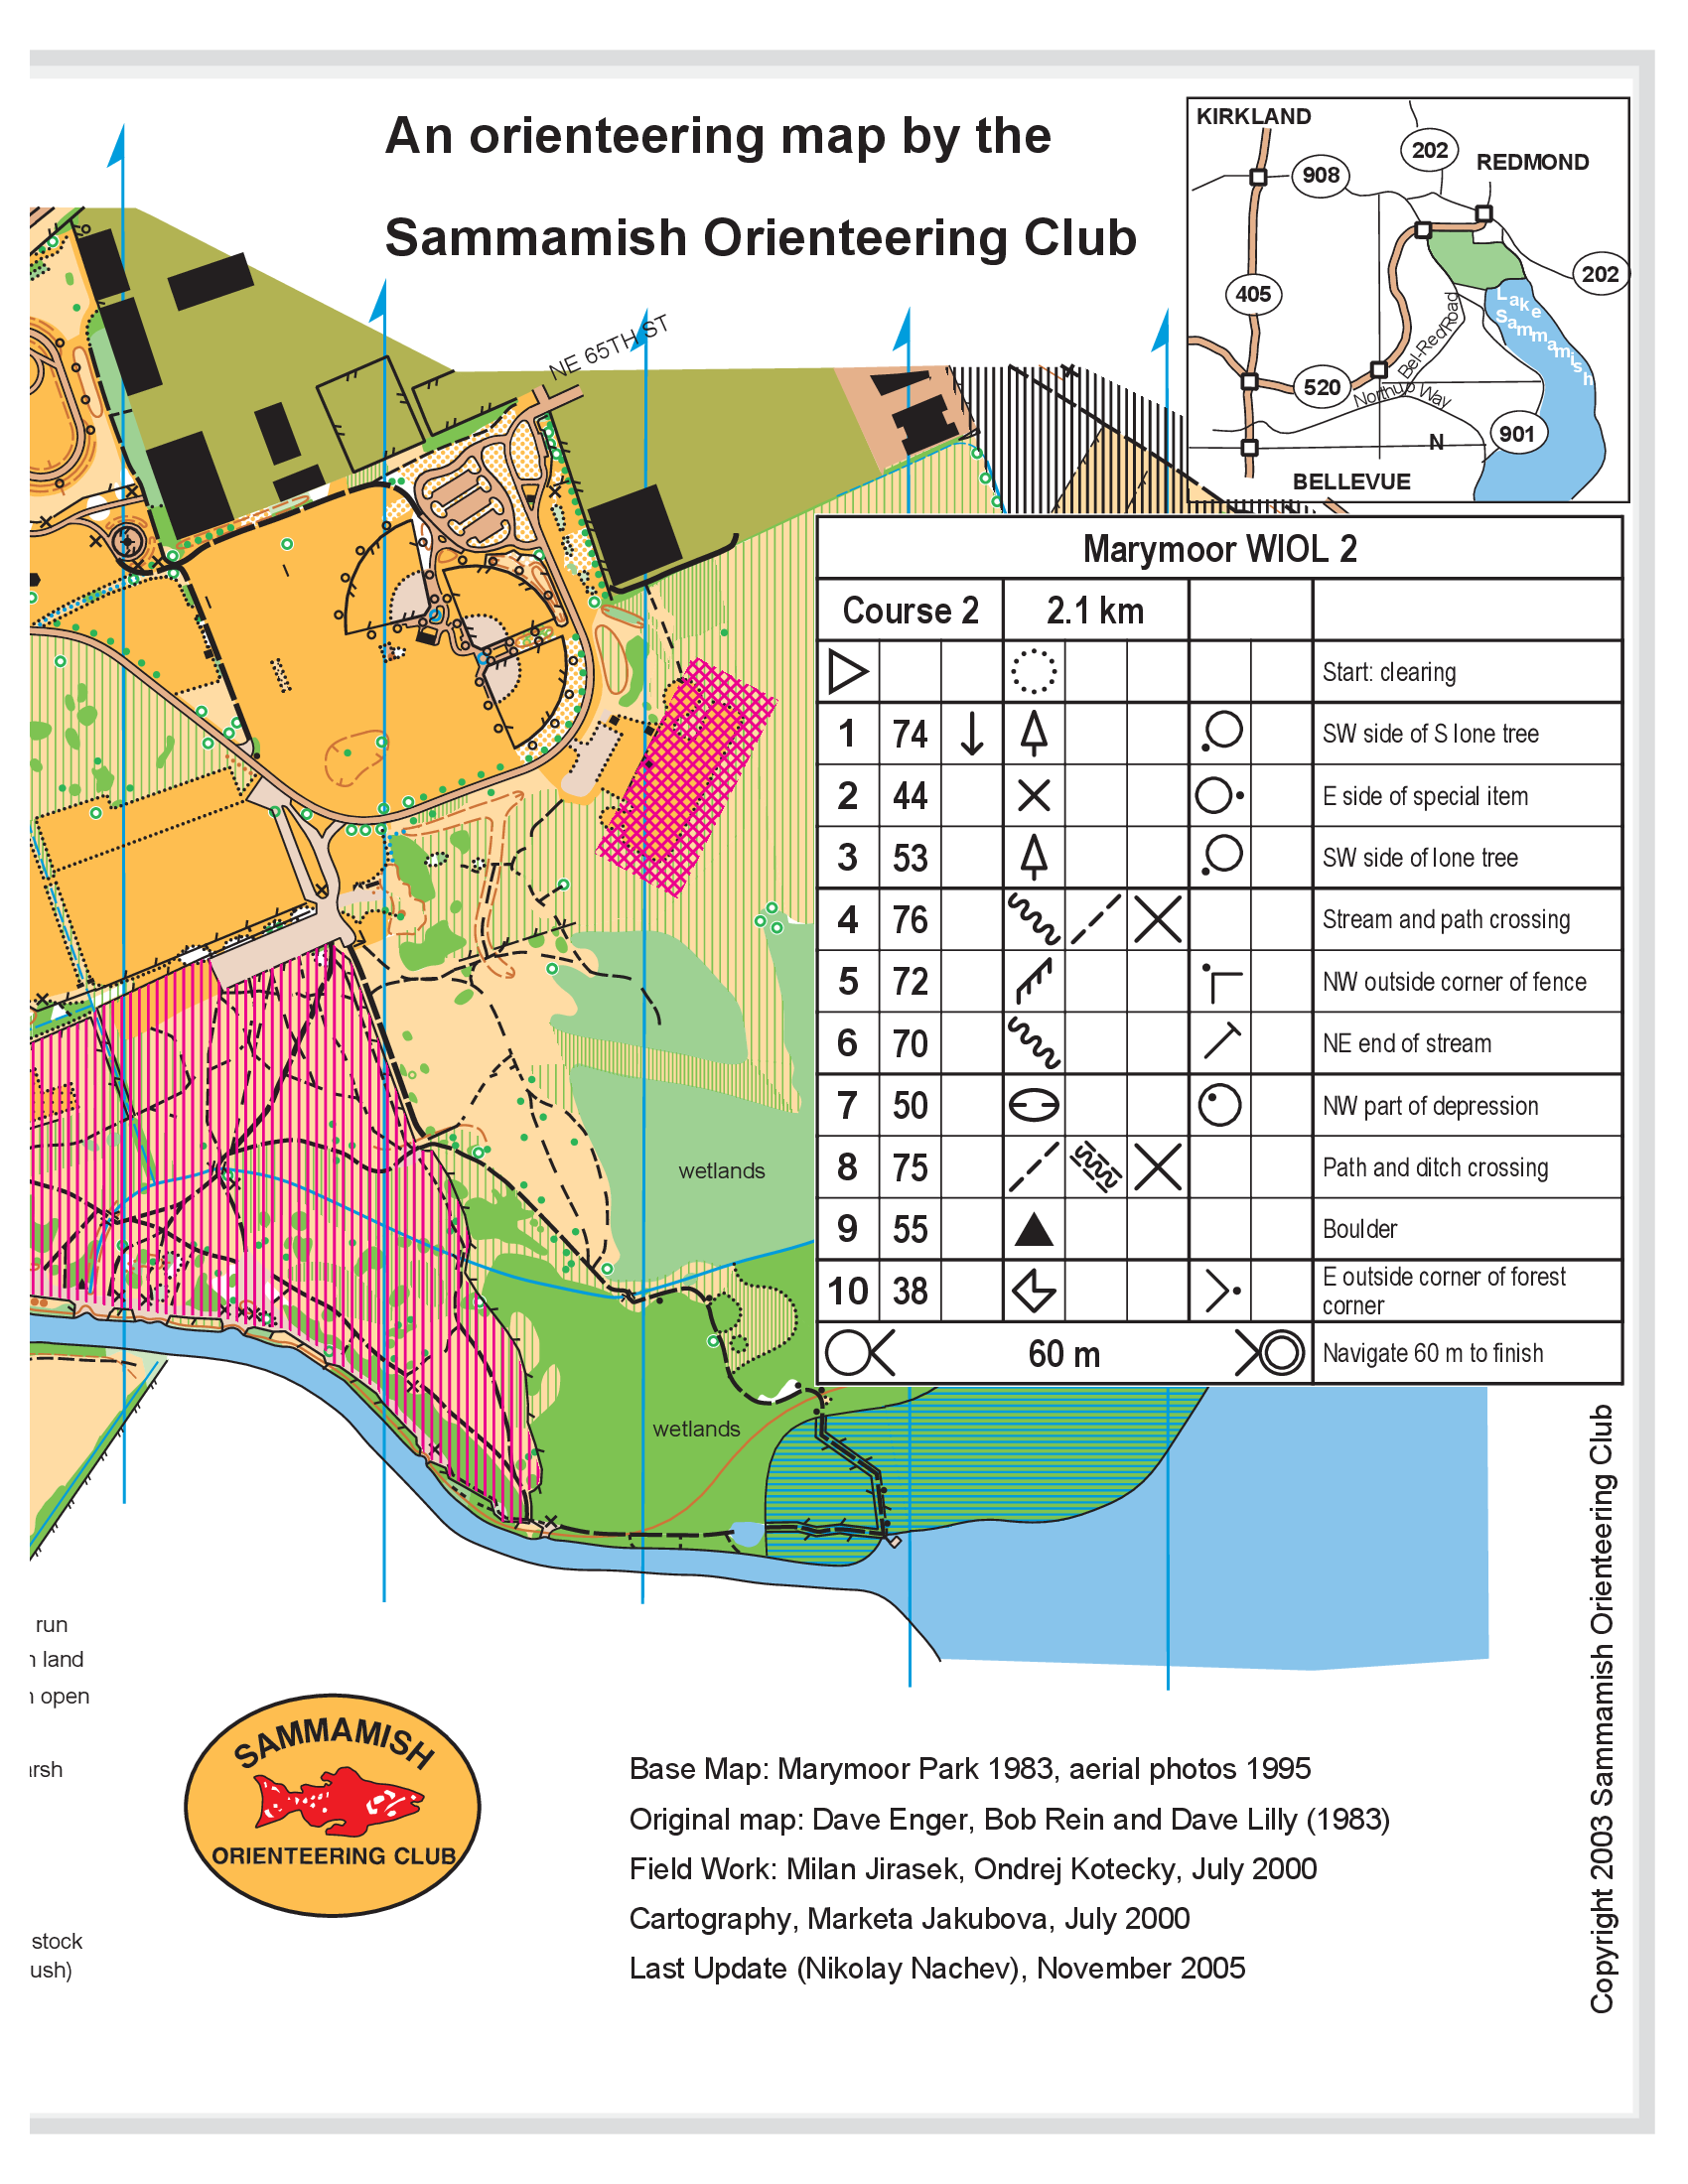 An orienteering map by the
Sammamish Orienteering Club
KIRKLAND
202
908
REDMOND
202
405
Lake
Sammamish
Bel-Red Road
520
Northup Way
901
N
BELLEVUE
NE 65TH ST
Marymoor WIOL 2
Course 2 2.1 km
Start: clearing
1 74 SW side of S lone tree
2 44 E side of special item
3 53 SW side of lone tree
4 76 Stream and path crossing
5 72 NW outside corner of fence
6 70 NE end of stream
7 50 NW part of depression
8 75 Path and ditch crossing
9 55 Boulder
10 38 E outside corner of forest
corner
60 m Navigate 60 m to finish
wetlands
wetlands
run
land
open
arsh
stock
ush)
SAMMAMISH
ORIENTEERING CLUB
Base Map: Marymoor Park 1983, aerial photos 1995
Original map: Dave Enger, Bob Rein and Dave Lilly (1983)
Field Work: Milan Jirasek, Ondrej Kotecky, July 2000
Cartography, Marketa Jakubova, July 2000
Last Update (Nikolay Nachev), November 2005
Copyright 2003 Sammamish Orienteering Club